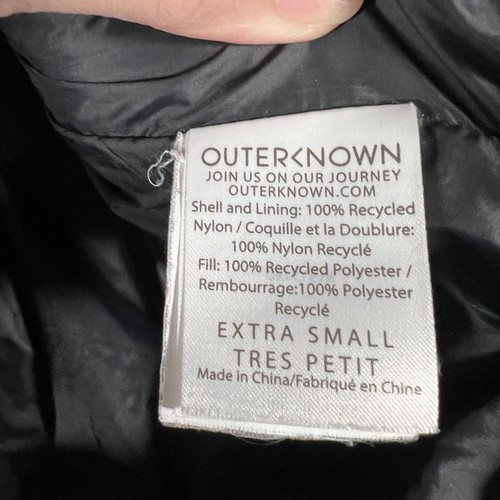 OUTERKNOWN
JOIN US ON OUR JOURNEY
OUTERKNOWN.COM
Shell and Lining: 100% Recycled
Nylon / Coquille et la Doublure:
100% Nylon Recyclé
Fill: 100% Recycled Polyester /
Rembourrage:100% Polyester
Recyclé
EXTRA SMALL
TRES PETIT
Made in China/Fabriqué en Chine